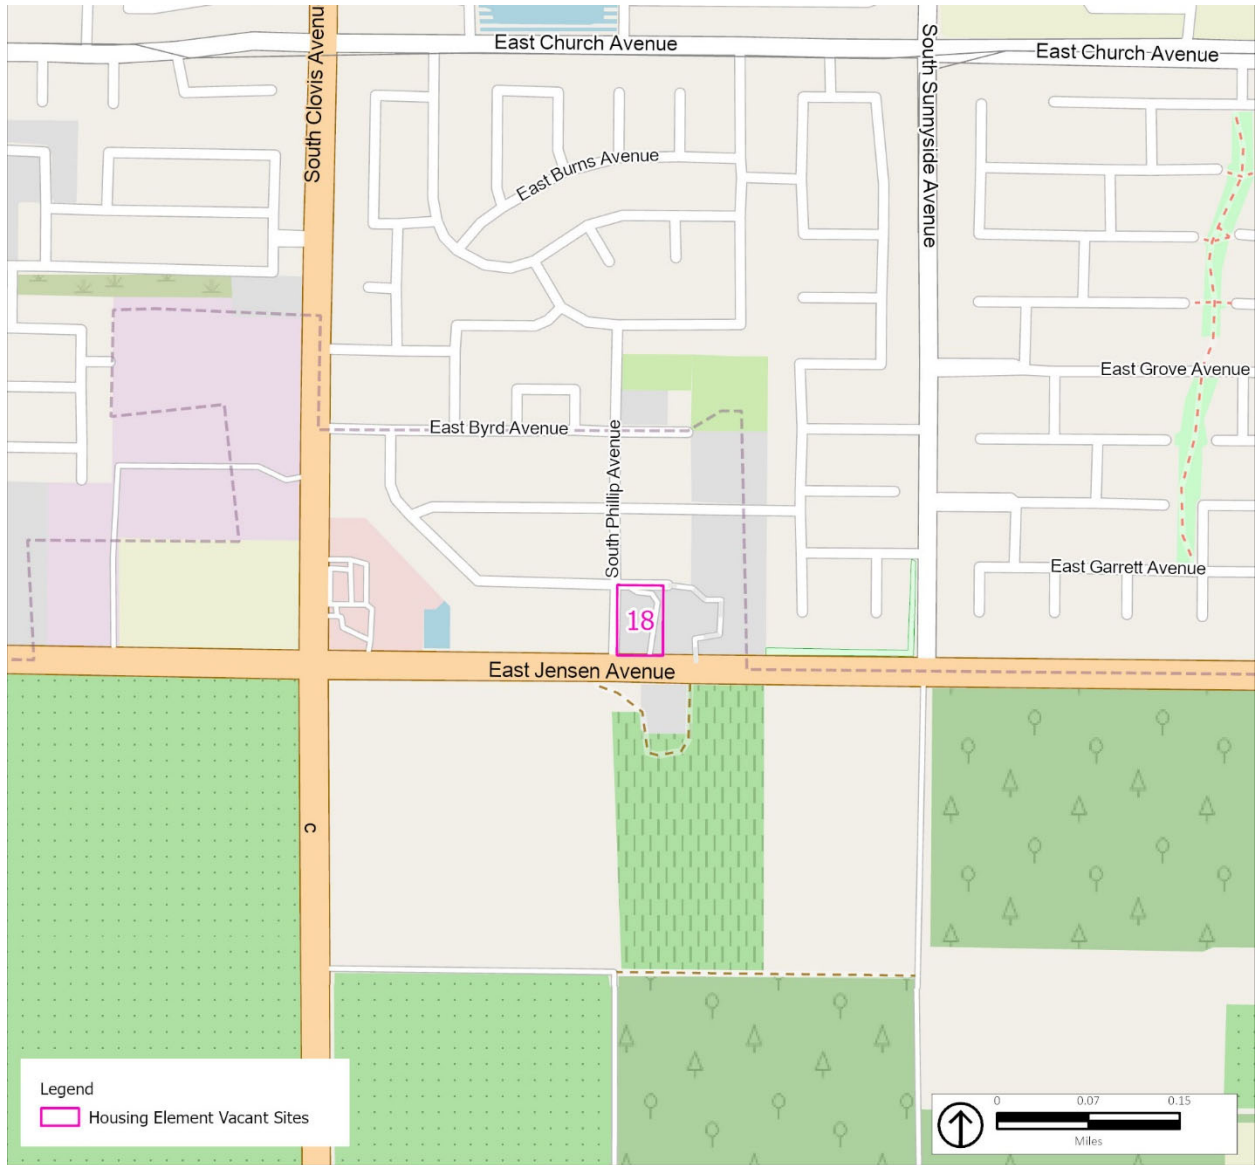 East Church Avenue
East Church Avenue
South Clovis Avenu
South Sunnyside Avenue
East Burns Avenue
East Grove Avenue
East Byrd Avenue
South Phillip Avenue
East Garrett Avenue
18
East Jensen Avenue
c
Legend
Housing Element Vacant Sites
0 0.07 0.15
Miles